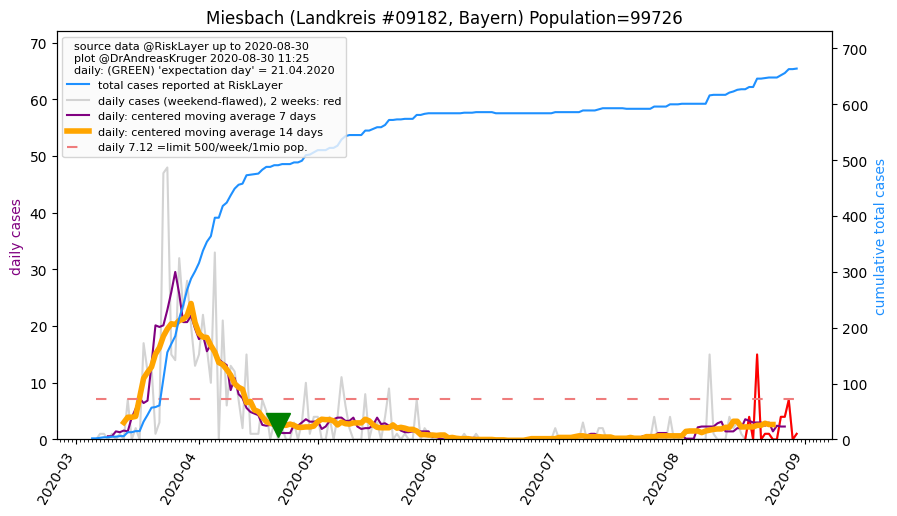 Miesbach (Landkreis #09182, Bayern) Population=99726
source data @RiskLayer up to 2020-08-30
plot @DrAndreasKruger 2020-08-30 11:25
daily: (GREEN) 'expectation day' = 21.04.2020
total cases reported at RiskLayer
daily cases (weekend-flawed), 2 weeks: red
daily: centered moving average 7 days
daily: centered moving average 14 days
daily 7.12 =limit 500/week/1mio pop.
daily cases
70
60
50
40
30
20
10
0
cumulative total cases
700
600
500
400
300
200
100
0
2020-03
2020-04
2020-05
2020-06
2020-07
2020-08
2020-09